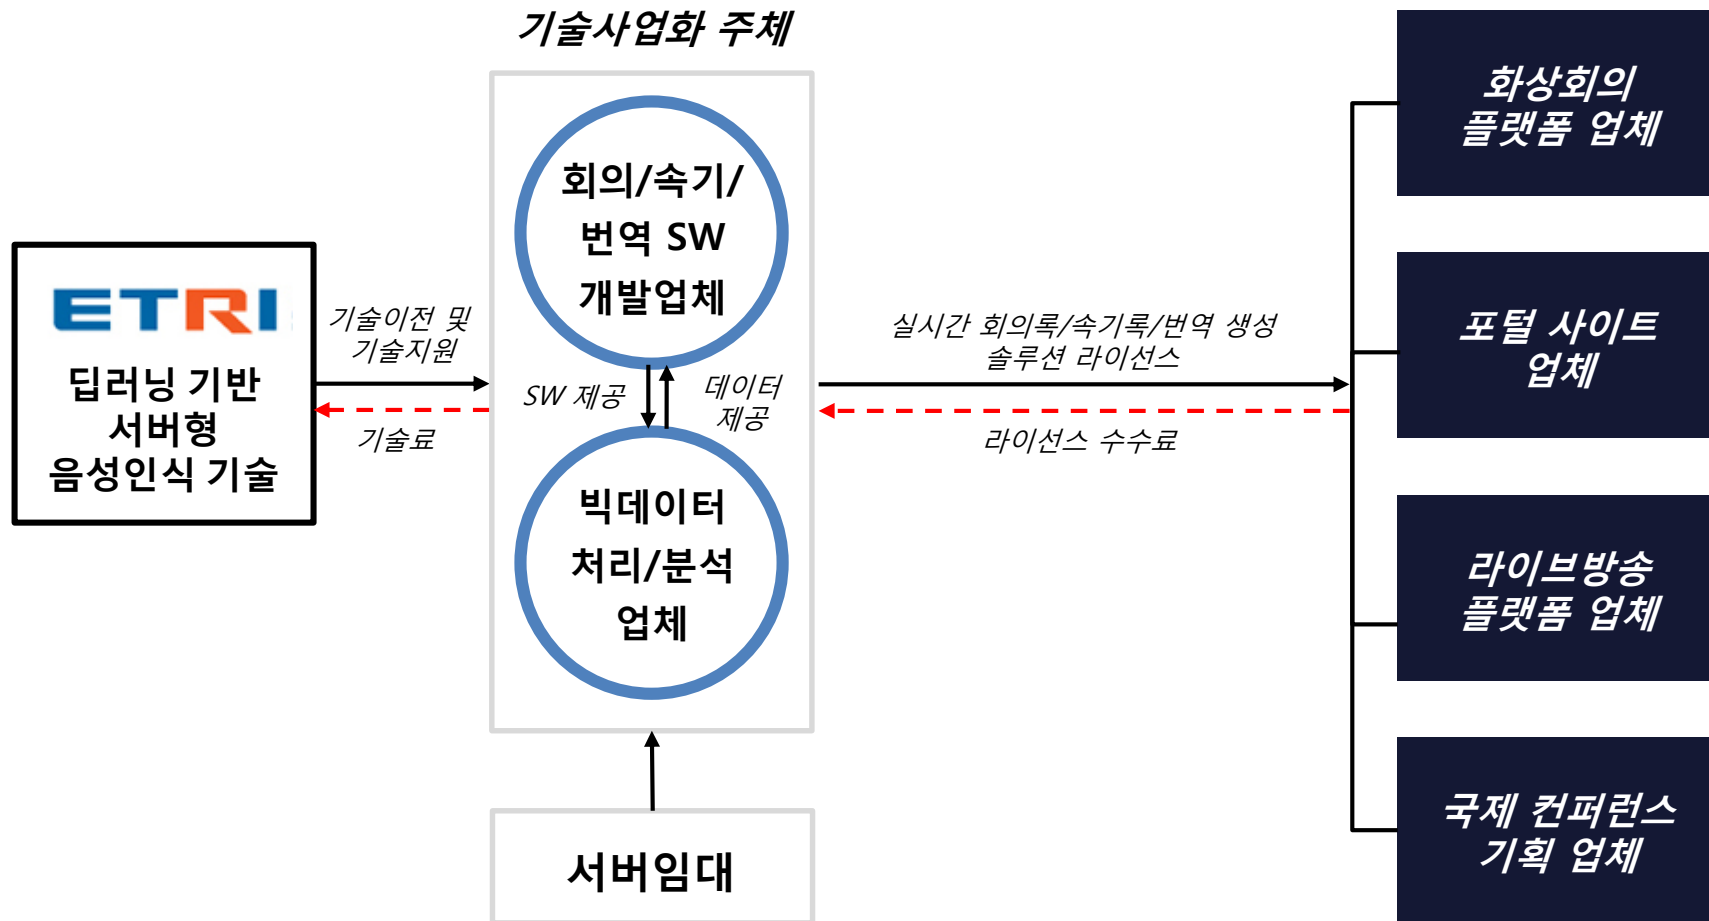 기술사업화 주체
회의/속기/
번역 SW
개발업체
SW 제공
데이터
제공
빅데이터
처리/분석
업체
서버임대
ETRI
딥러닝 기반
서버형
음성인식 기술
기술이전 및
기술지원
기술료
실시간 회의록/속기록/번역 생성
솔루션 라이선스
라이선스 수수료
화상회의
플랫폼 업체
포털 사이트
업체
라이브방송
플랫폼 업체
국제 컨퍼런스
기획 업체